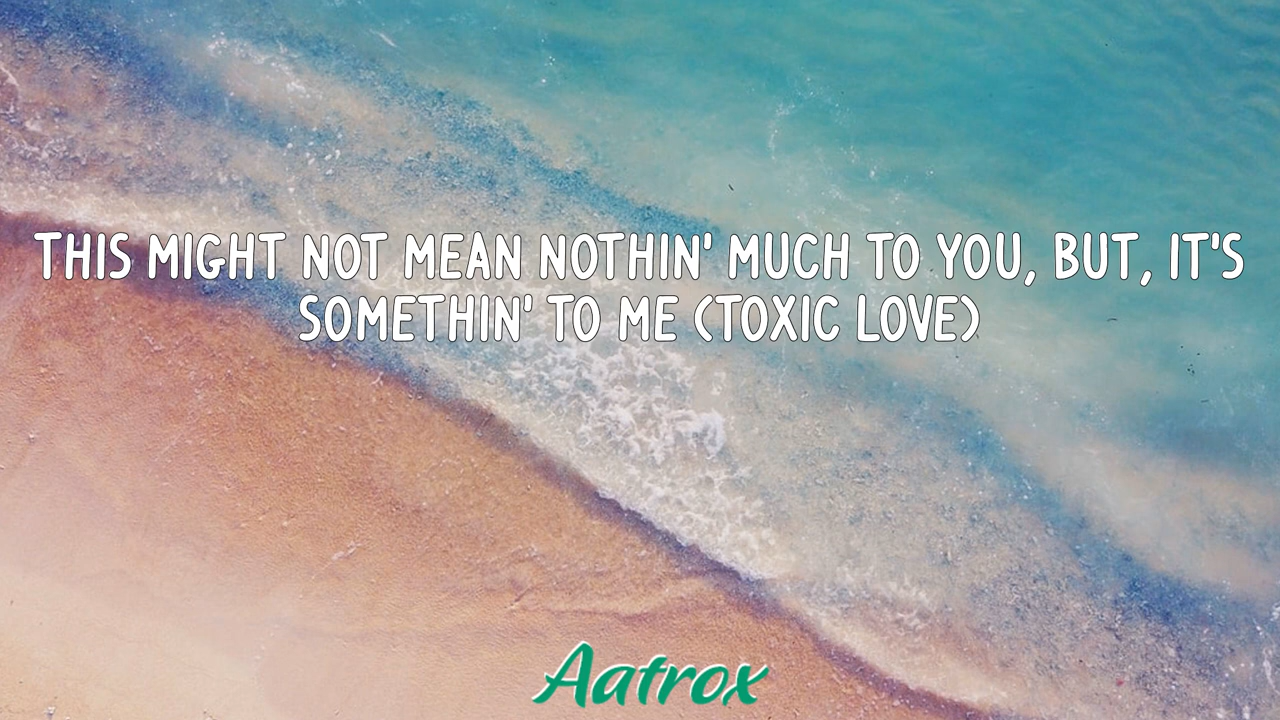 THIS MIGHT NOT MEAN NOTHIN' MUCH TO YOU, BUT, IT'S
SOMETHIN' TO ME (TOXIC LOVE)
Aatrox